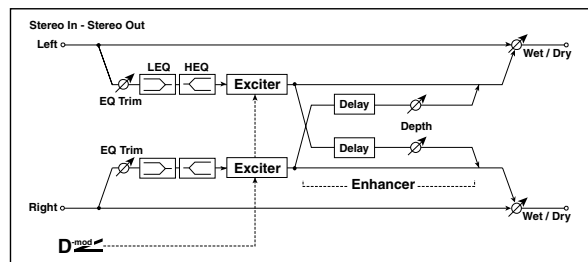 Stereo In - Stereo Out
Left
Wet / Dry
LEQ HEQ
EQ Trim
Exciter
Delay
Depth
EQ Trim
Delay
Exciter
Enhancer
Right
Wet / Dry
D-mod